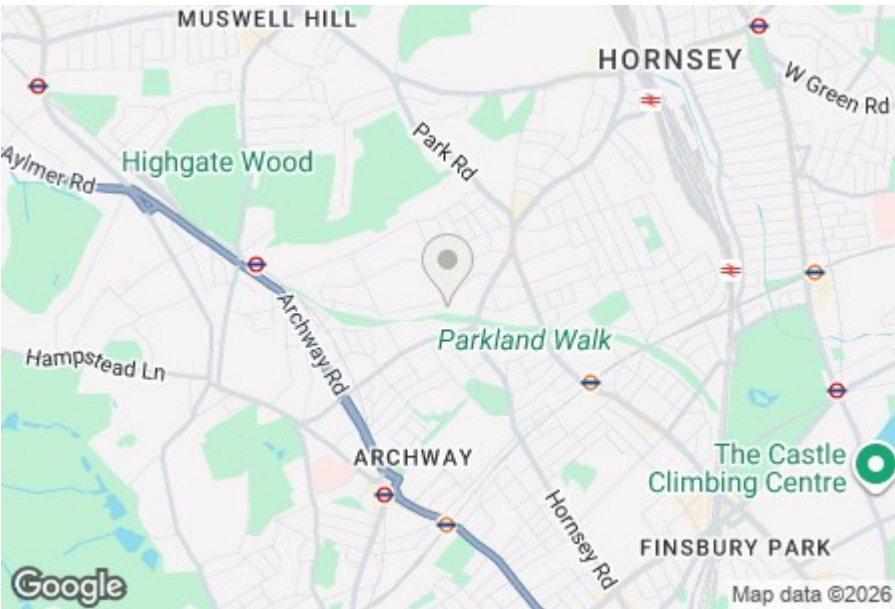 MUSWELL HILL
HORNSEY
W Green Rd
Park Rd
Aylmer Rd
Highgate Wood
Archway Rd
Parkland Walk
Hampstead Ln
ARCHWAY
The Castle
Climbing Centre
Hornsey Rd
FINSBURY PARK
Google
Map data ©2026